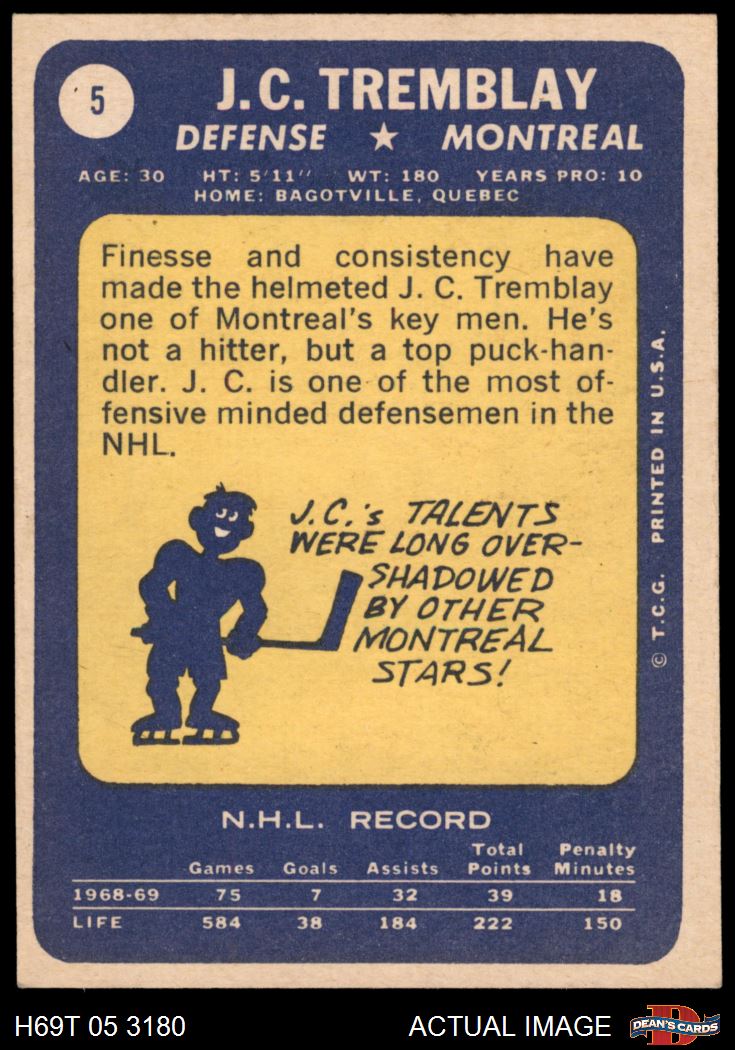 5
J.C. TREMBLAY
DEFENSE ★ MONTREAL
AGE: 30 HT: 5'11" WT: 180 YEARS PRO: 10
HOME: BAGOTVILLE, QUEBEC
Finesse and consistency have
made the helmeted J. C. Tremblay
one of Montreal's key men. He's
not a hitter, but a top puck-han-
dler. J. C. is one of the most of-
fensive minded defensemen in the
NHL.
J.C.'s TALENTS
WERE LONG OVER-
SHADOWED
BY OTHER
MONTREAL
STARS!
© T.C.G. PRINTED IN U.S.A.
N.H.L. RECORD
Games Goals Assists Total Points Penalty Minutes
1968-69 75 7 32 39 18
LIFE 584 38 184 222 150
H69T 05 3180
ACTUAL IMAGE
D
DEAN'S CARDS